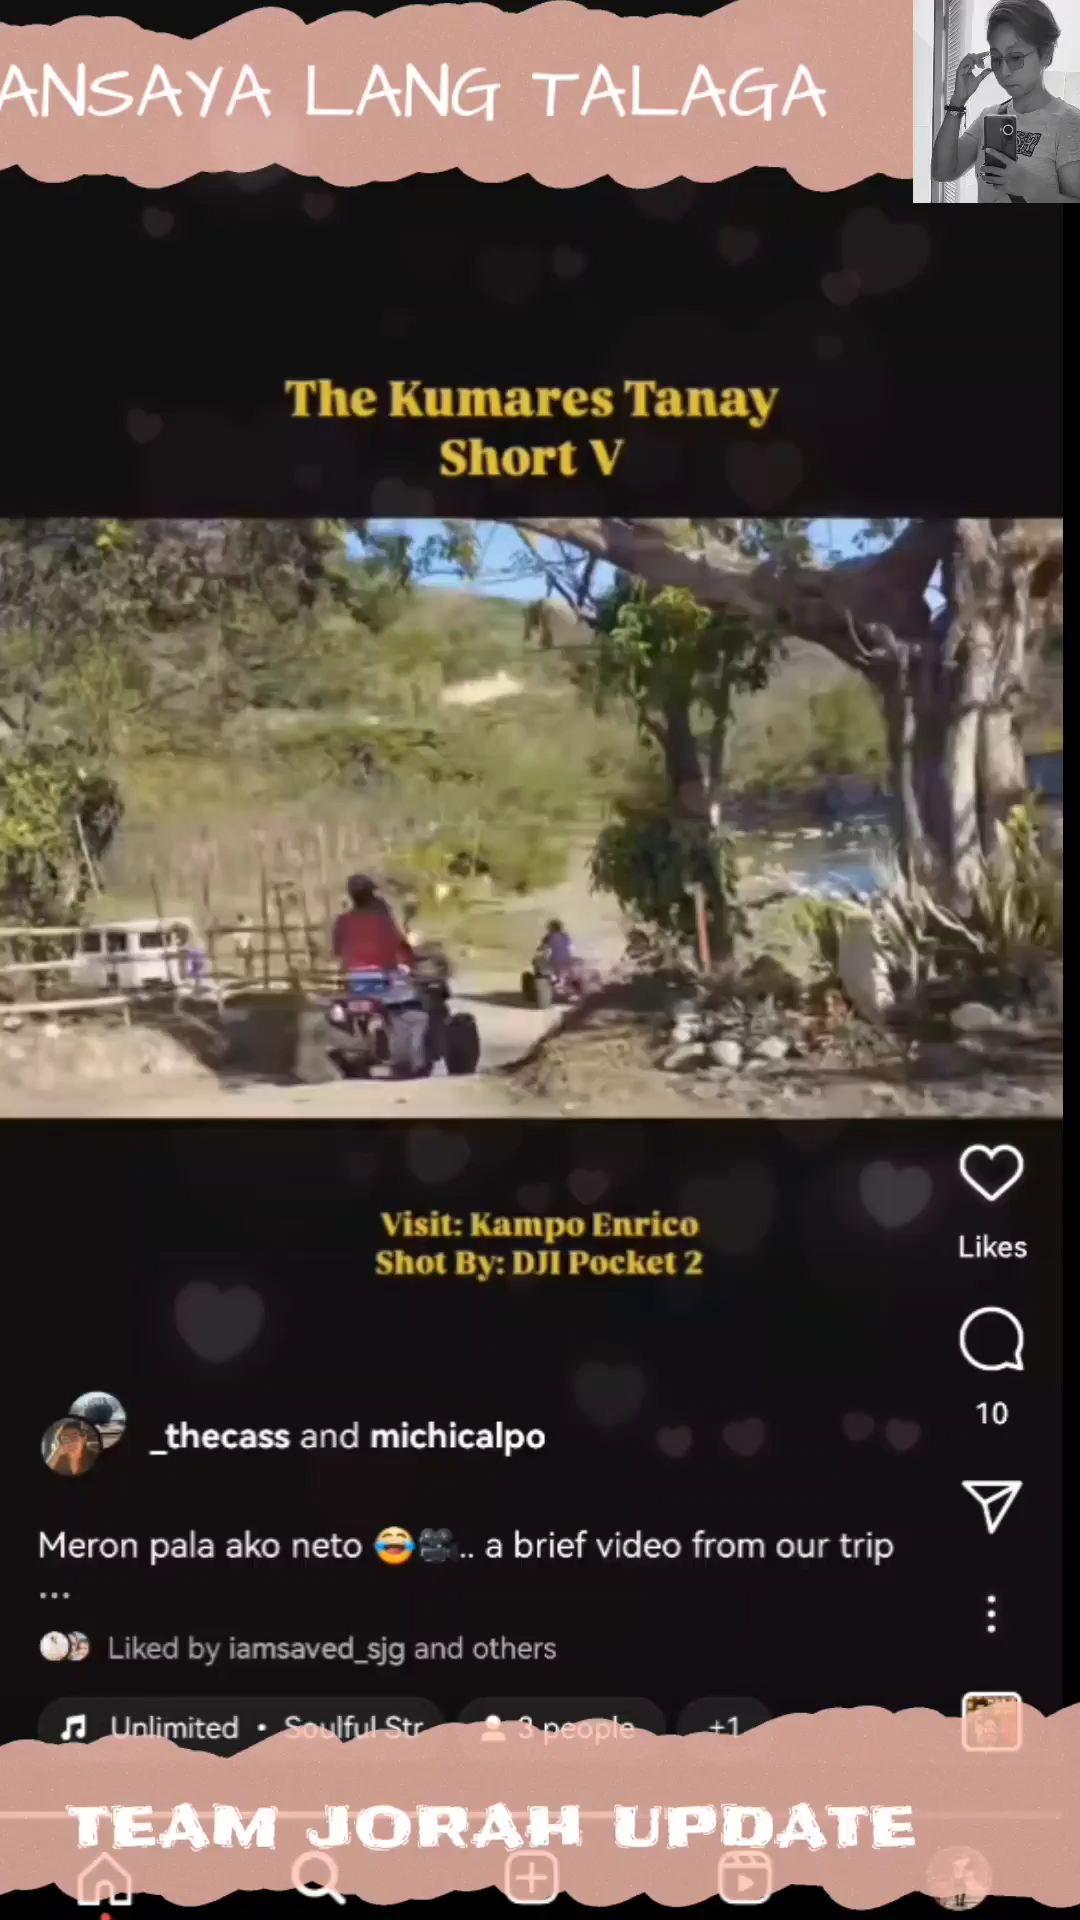 ANSAYA LANG TALAGA
The Kumares Tanay
Short V
Visit: Kampo Enrico
Shot By: DJI Pocket 2
Likes
10
_thecass and michicalpo
Meron pala ako neto 😂🎥.. a brief video from our trip
...
Liked by iamsaved_sjg and others
Unlimited • Soulful Str
3 people
+1
TEAM JORAH UPDATE